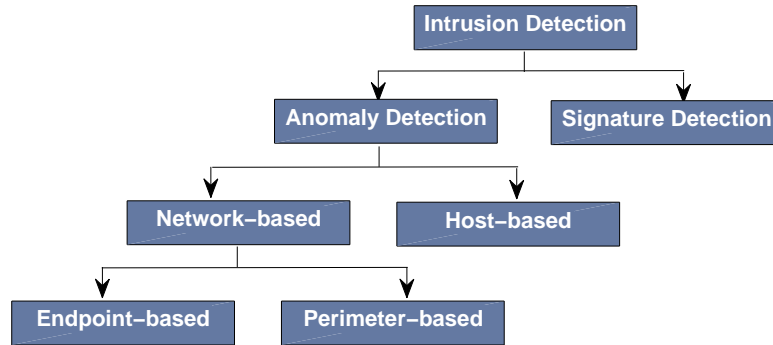 Intrusion Detection
Anomaly Detection
Signature Detection
Network−based
Host−based
Endpoint−based
Perimeter−based